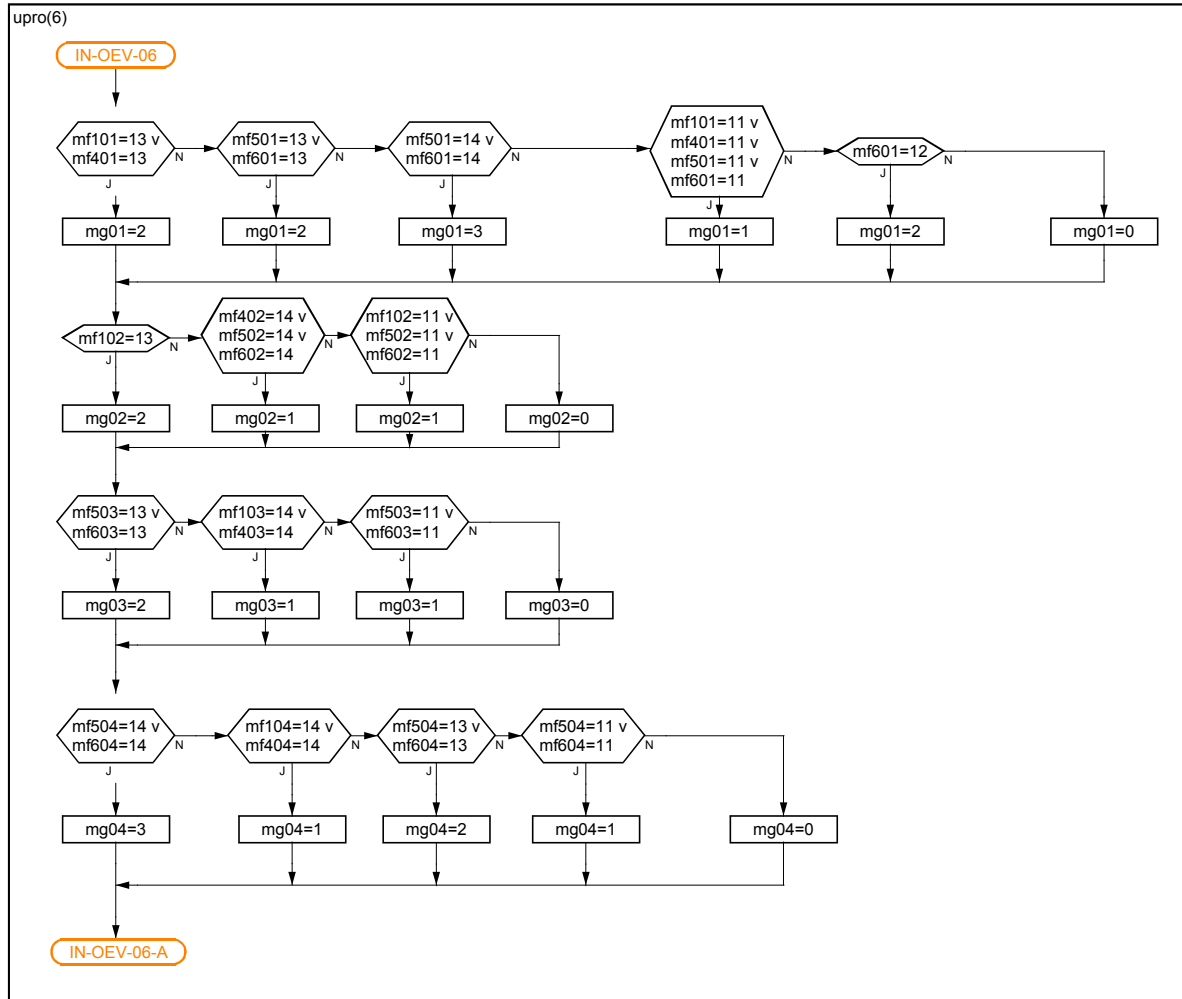 upro(6)
IN-OEV-06
mf101=13 v
mf401=13
N
J
mf501=13 v
mf601=13
N
J
mf501=14 v
mf601=14
N
J
mf101=11 v
mf401=11 v
mf501=11 v
mf601=11
N
J
mf601=12
N
J
mg01=2
mg01=2
mg01=3
mg01=1
mg01=2
mg01=0
mf102=13
N
J
mf402=14 v
mf502=14 v
mf602=14
N
J
mf102=11 v
mf502=11 v
mf602=11
N
J
mg02=2
mg02=1
mg02=1
mg02=0
mf503=13 v
mf603=13
N
J
mf103=14 v
mf403=14
N
J
mf503=11 v
mf603=11
N
J
mg03=2
mg03=1
mg03=1
mg03=0
mf504=14 v
mf604=14
N
J
mf104=14 v
mf404=14
N
J
mf504=13 v
mf604=13
N
J
mf504=11 v
mf604=11
N
J
mg04=3
mg04=1
mg04=2
mg04=1
mg04=0
IN-OEV-06-A